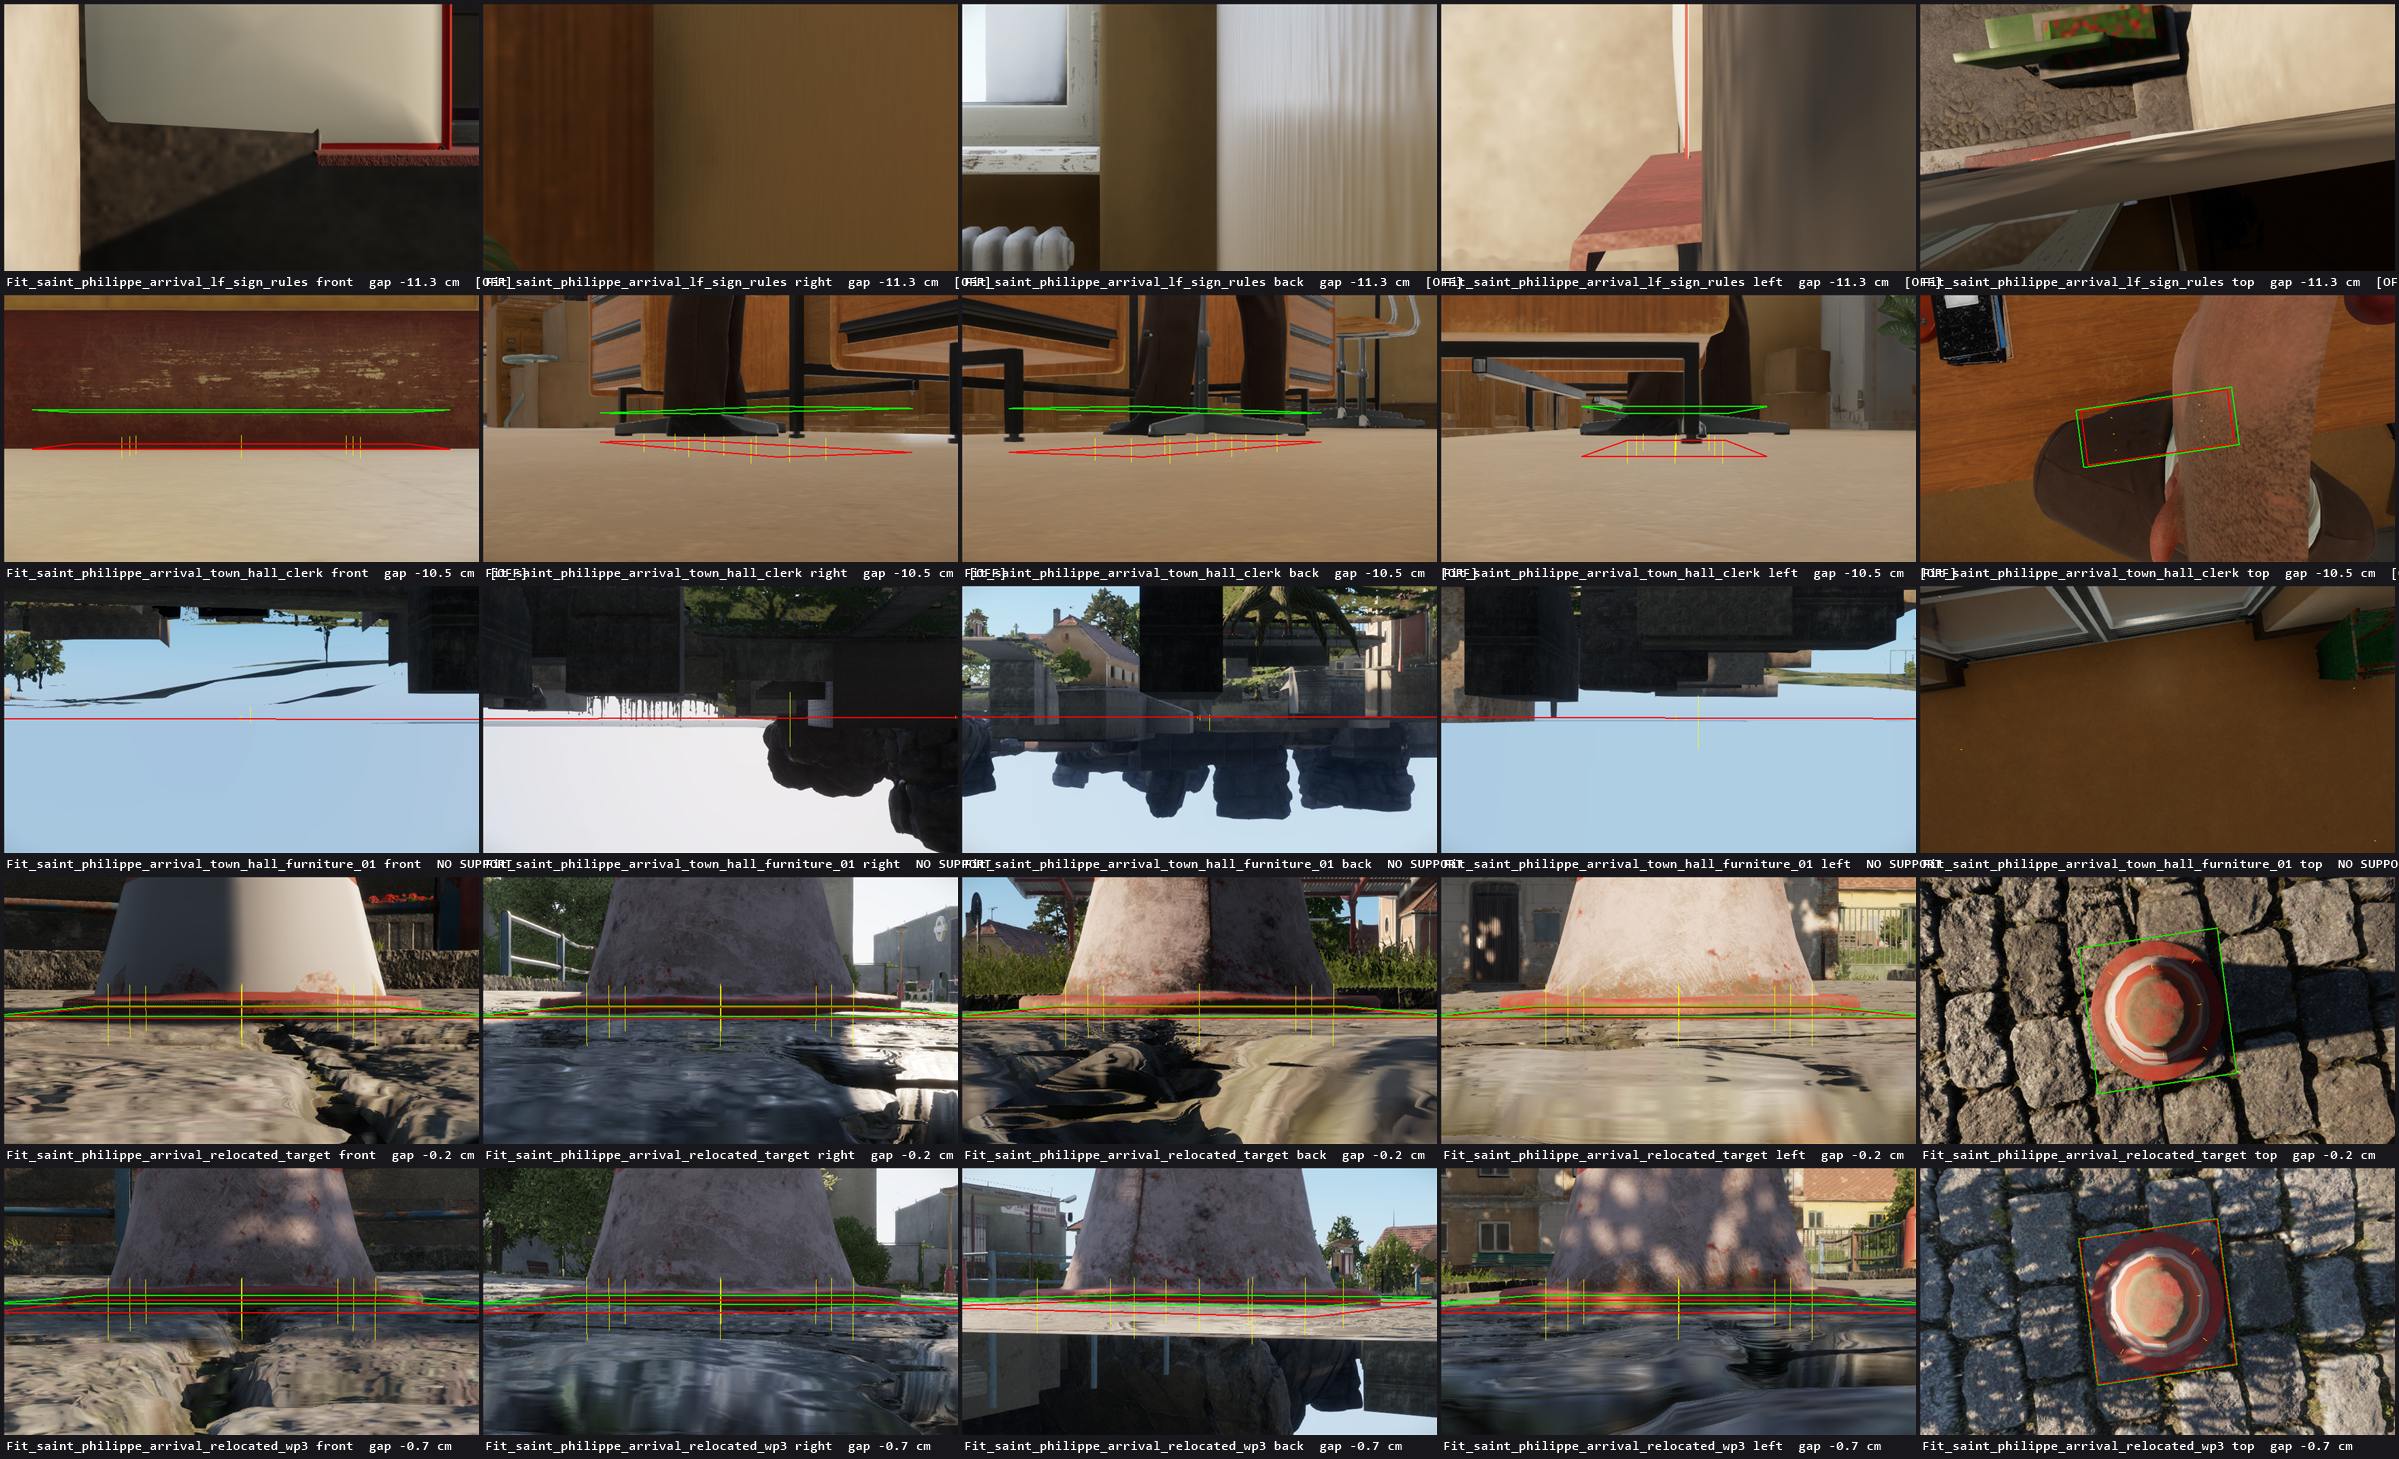 Fit_saint_philippe_arrival_lf_sign_rules front  gap -11.3 cm
Fit_saint_philippe_arrival_lf_sign_rules right  gap -11.3 cm
Fit_saint_philippe_arrival_lf_sign_rules back  gap -11.3 cm
Fit_saint_philippe_arrival_lf_sign_rules left  gap -11.3 cm
Fit_saint_philippe_arrival_lf_sign_rules top  gap -11.3 cm  [OF
Fit_saint_philippe_arrival_town_hall_clerk front  gap -10.5 cm
Fit_saint_philippe_arrival_town_hall_clerk right  gap -10.5 cm
Fit_saint_philippe_arrival_town_hall_clerk back  gap -10.5 cm
Fit_saint_philippe_arrival_town_hall_clerk left  gap -10.5 cm
Fit_saint_philippe_arrival_town_hall_clerk top  gap -10.5 cm  [
Fit_saint_philippe_arrival_town_hall_furniture_01 front  NO SUPPORT
Fit_saint_philippe_arrival_town_hall_furniture_01 right  NO SUPPORT
Fit_saint_philippe_arrival_town_hall_furniture_01 back  NO SUPPORT
Fit_saint_philippe_arrival_town_hall_furniture_01 left  NO SUPPORT
Fit_saint_philippe_arrival_town_hall_furniture_01 top  NO SUPPO
Fit_saint_philippe_arrival_relocated_target front  gap -0.2 cm
Fit_saint_philippe_arrival_relocated_target right  gap -0.2 cm
Fit_saint_philippe_arrival_relocated_target back  gap -0.2 cm
Fit_saint_philippe_arrival_relocated_target left  gap -0.2 cm
Fit_saint_philippe_arrival_relocated_target top  gap -0.2 cm
Fit_saint_philippe_arrival_relocated_wp3 front  gap -0.7 cm
Fit_saint_philippe_arrival_relocated_wp3 right  gap -0.7 cm
Fit_saint_philippe_arrival_relocated_wp3 back  gap -0.7 cm
Fit_saint_philippe_arrival_relocated_wp3 left  gap -0.7 cm
Fit_saint_philippe_arrival_relocated_wp3 top  gap -0.7 cm